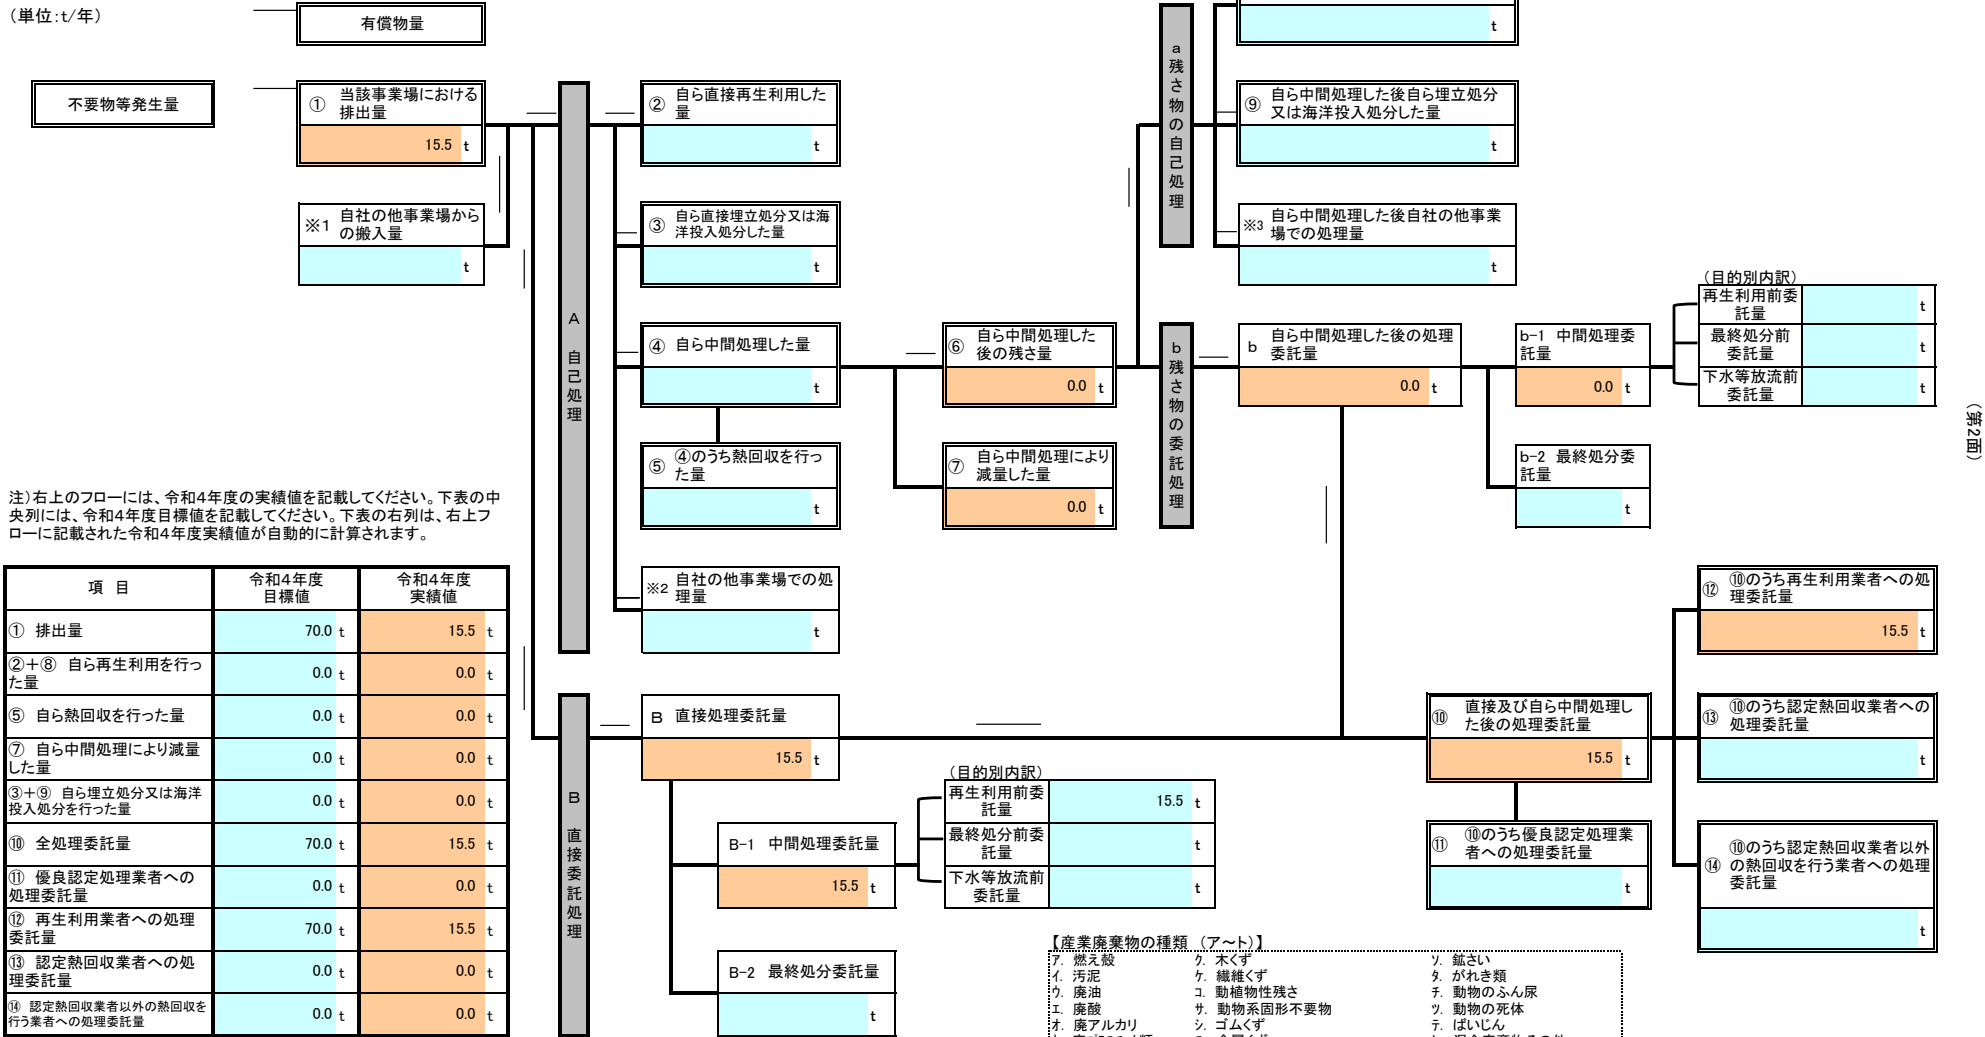 (単位:t/年)
有償物量
t
不要物等発生量
① 当該事業場における
排出量
15.5 t
※1 自社の他事業場から
の搬入量
t
A 自己処理
② 自ら直接再生利用した
量
t
③ 自ら直接埋立処分又は海
洋投入処分した量
t
④ 自ら中間処理した量
t
⑤ ④のうち熱回収を行っ
た量
t
※2 自社の他事業場での処
理量
t
⑥ 自ら中間処理した
後の残さ量
0.0 t
⑦ 自ら中間処理により
減量した量
0.0 t
a 残さ物の自己処理
⑨ 自ら中間処理した後自ら埋立処分
又は海洋投入処分した量
t
※3 自ら中間処理した後自社の他事業
場での処理量
t
b 残さ物の委託処理
b 自ら中間処理した後の処理
委託量
0.0 t
b-1 中間処理委
託量
0.0 t
b-2 最終処分委
託量
t
(目的別内訳)
再生利用前委
託量
t
最終処分前
委託量
t
下水等放流前
委託量
t
(第2面)
注)右上のフローには、令和4年度の実績値を記載してください。下表の中
央列には、令和4年度目標値を記載してください。下表の右列は、右上フ
ローに記載された令和4年度実績値が自動的に計算されます。
項 目 令和4年度
目標値 令和4年度
実績値
① 排出量 70.0 t 15.5 t
②+⑧ 自ら再生利用を行っ
た量 0.0 t 0.0 t
⑤ 自ら熱回収を行った量 0.0 t 0.0 t
⑦ 自ら中間処理により減量
した量 0.0 t 0.0 t
③+⑨ 自ら埋立処分又は海洋
投入処分を行った量 0.0 t 0.0 t
⑩ 全処理委託量 70.0 t 15.5 t
⑪ 優良認定処理業者への
処理委託量 0.0 t 0.0 t
⑫ 再生利用業者への処理
委託量 70.0 t 15.5 t
⑬ 認定熱回収業者への処
理委託量 0.0 t 0.0 t
⑭ 認定熱回収業者以外の熱回収を
行う業者への処理委託量 0.0 t 0.0 t
B 直接委託処理
B 直接処理委託量
15.5 t
B-1 中間処理委託量
15.5 t
B-2 最終処分委託量
t
(目的別内訳)
再生利用前委
託量
15.5 t
最終処分前委
託量
t
下水等放流前
委託量
t
⑩ 直接及び自ら中間処理し
た後の処理委託量
15.5 t
⑪ ⑩のうち優良認定処理業
者への処理委託量
t
⑫ ⑩のうち再生利用業者への処
理委託量
15.5 t
⑬ ⑩のうち認定熱回収業者への
処理委託量
t
⑭ ⑩のうち認定熱回収業者以外
の熱回収を行う業者への処理
委託量
t
【産業廃棄物の種類 (ア~ト)】
ア. 燃え殻 ク. 木くず ソ. 鉱さい
イ. 汚泥 ケ. 繊維くず タ. がれき類
ウ. 廃油 コ. 動植物性残さ チ. 動物のふん尿
エ. 廃酸 サ. 動物系固形不要物 ツ. 動物の死体
オ. 廃アルカリ シ. ゴムくず テ. ばいじん